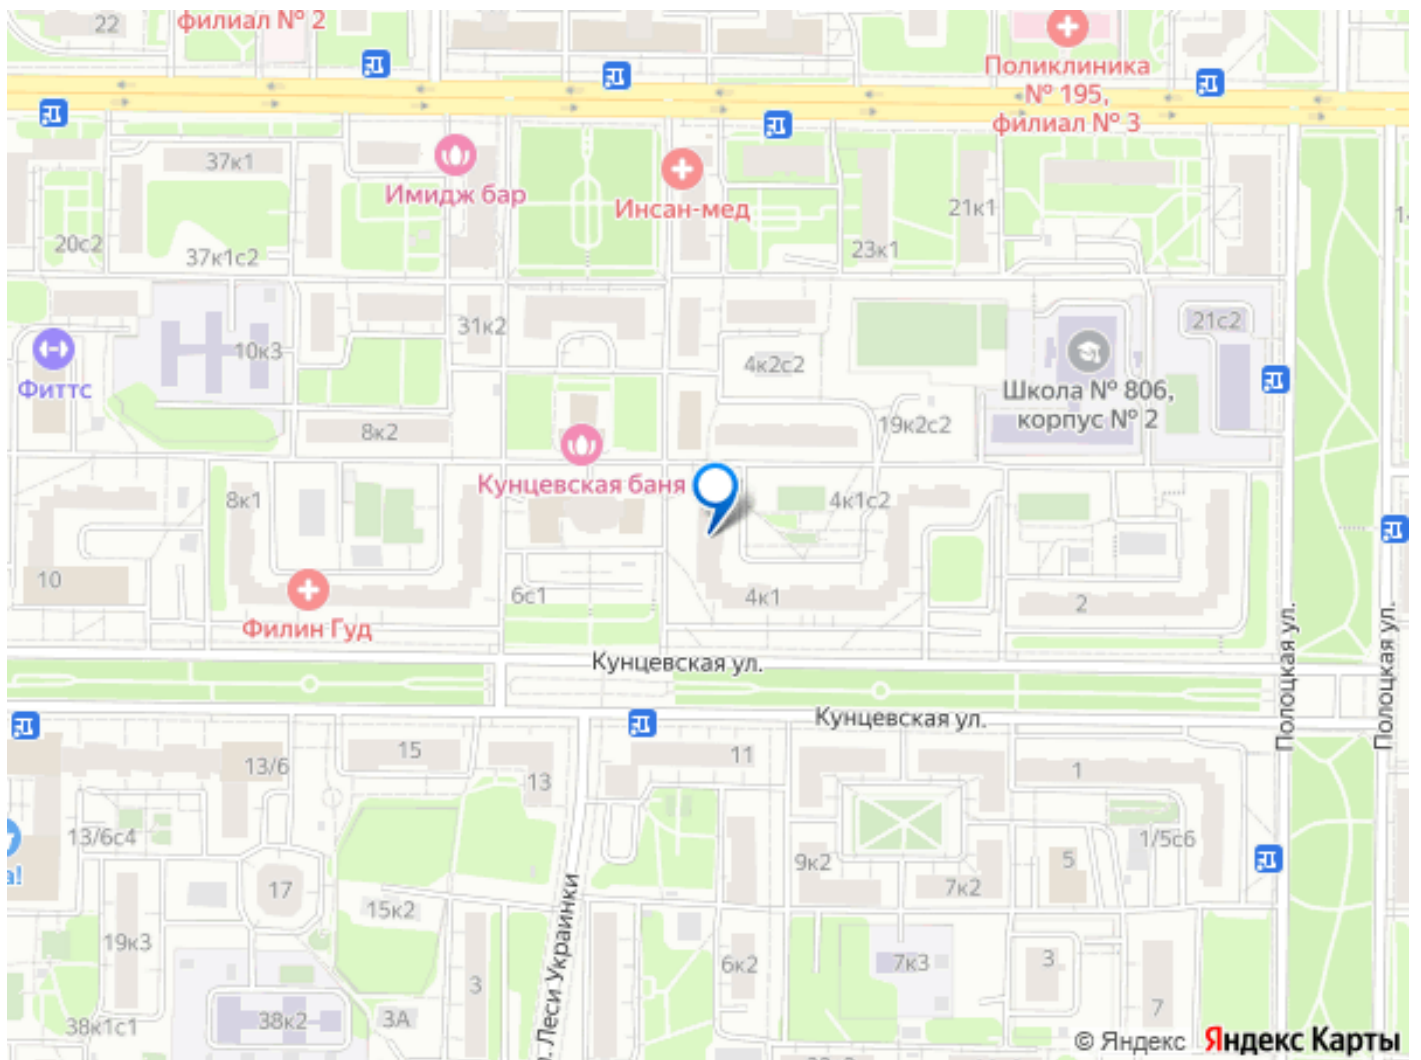 22
филиал № 2
Поликлиника
№ 195,
филиал № 3
37к1
Имидж бар
Инсан-мед
21к1
20с2
37к1с2
23к1
31к2
10к3
21с2
4к2с2
Фиттс
Школа № 806,
корпус № 2
8к2
19к2с2
Кунцевская баня
8к1
4к1с2
10
6с1
4к1
2
Филин Гуд
Кунцевская ул.
Полоцкая ул.
Полоцкая ул.
Кунцевская ул.
15
11
13/6
13
1
13/6с4
1/5с6
9к2
5
а!
17
7к2
15к2
Леси Украинки
19к3
6к2
7к3
3
3
7
38к1с1
38к2
3А
© Яндекс Яндекс Карты